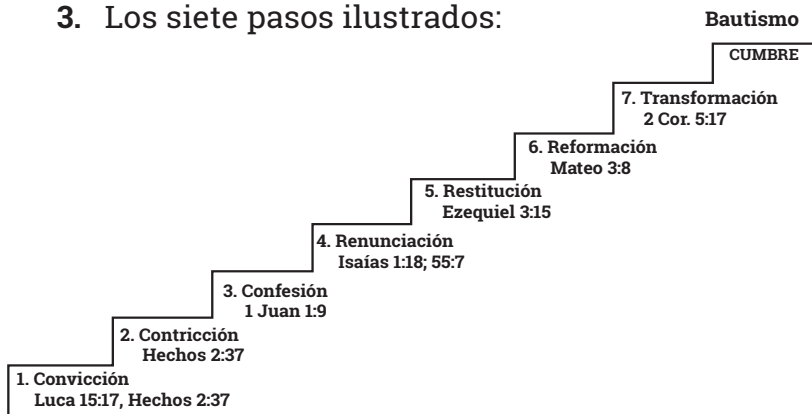 3. Los siete pasos ilustrados:
Bautismo
CUMBRE
7. Transformación
2 Cor. 5:17
6. Reformación
Mateo 3:8
5. Restitución
Ezequiel 3:15
4. Renunciación
Isaías 1:18; 55:7
3. Confesión
1 Juan 1:9
2. Contricción
Hechos 2:37
1. Convicción
Luca 15:17, Hechos 2:37